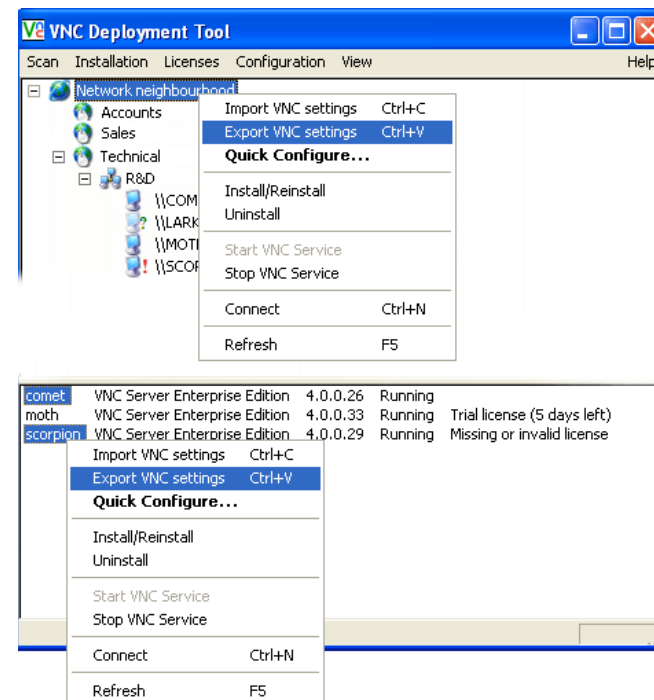 VNC Deployment Tool
Scan Installation Licenses Configuration View Help
Network neighbourhood
Accounts
Sales
Technical
R&D
\\COM
\\LARK
\\MOT
\\SCOR
Import VNC settings Ctrl+C
Export VNC settings Ctrl+V
Quick Configure...
Install/Reinstall
Uninstall
Start VNC Service
Stop VNC Service
Connect Ctrl+N
Refresh F5
comet VNC Server Enterprise Edition 4.0.0.26 Running
moth VNC Server Enterprise Edition 4.0.0.33 Running Trial license (5 days left)
scorpion VNC Server Enterprise Edition 4.0.0.29 Running Missing or invalid license
Import VNC settings Ctrl+C
Export VNC settings Ctrl+V
Quick Configure...
Install/Reinstall
Uninstall
Start VNC Service
Stop VNC Service
Connect Ctrl+N
Refresh F5